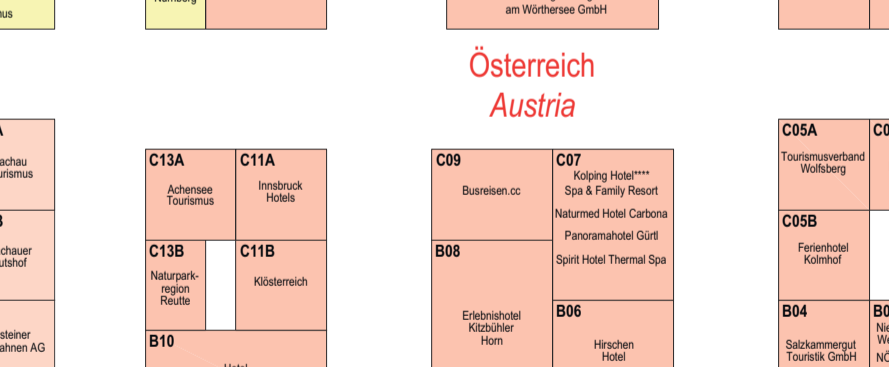 am Wörthersee GmbH
Österreich
Austria
C13A
Achensee
Tourismus
C11A
Innsbruck
Hotels
C13B
Naturpark-
region
Reutte
C11B
Klösterreich
B10
C09
Busreisen.cc
C07
Kolping Hotel****
Spa & Family Resort
Naturmed Hotel Carbona
Panoramahotel Gürtl
Spirit Hotel Thermal Spa
B08
Erlebnishotel
Kitzbühler
Horn
B06
Hirschen
Hotel
C05A
Tourismusverband
Wolfsberg
C05B
Ferienhotel
Kolmhof
B04
Salzkammergut
Touristik GmbH